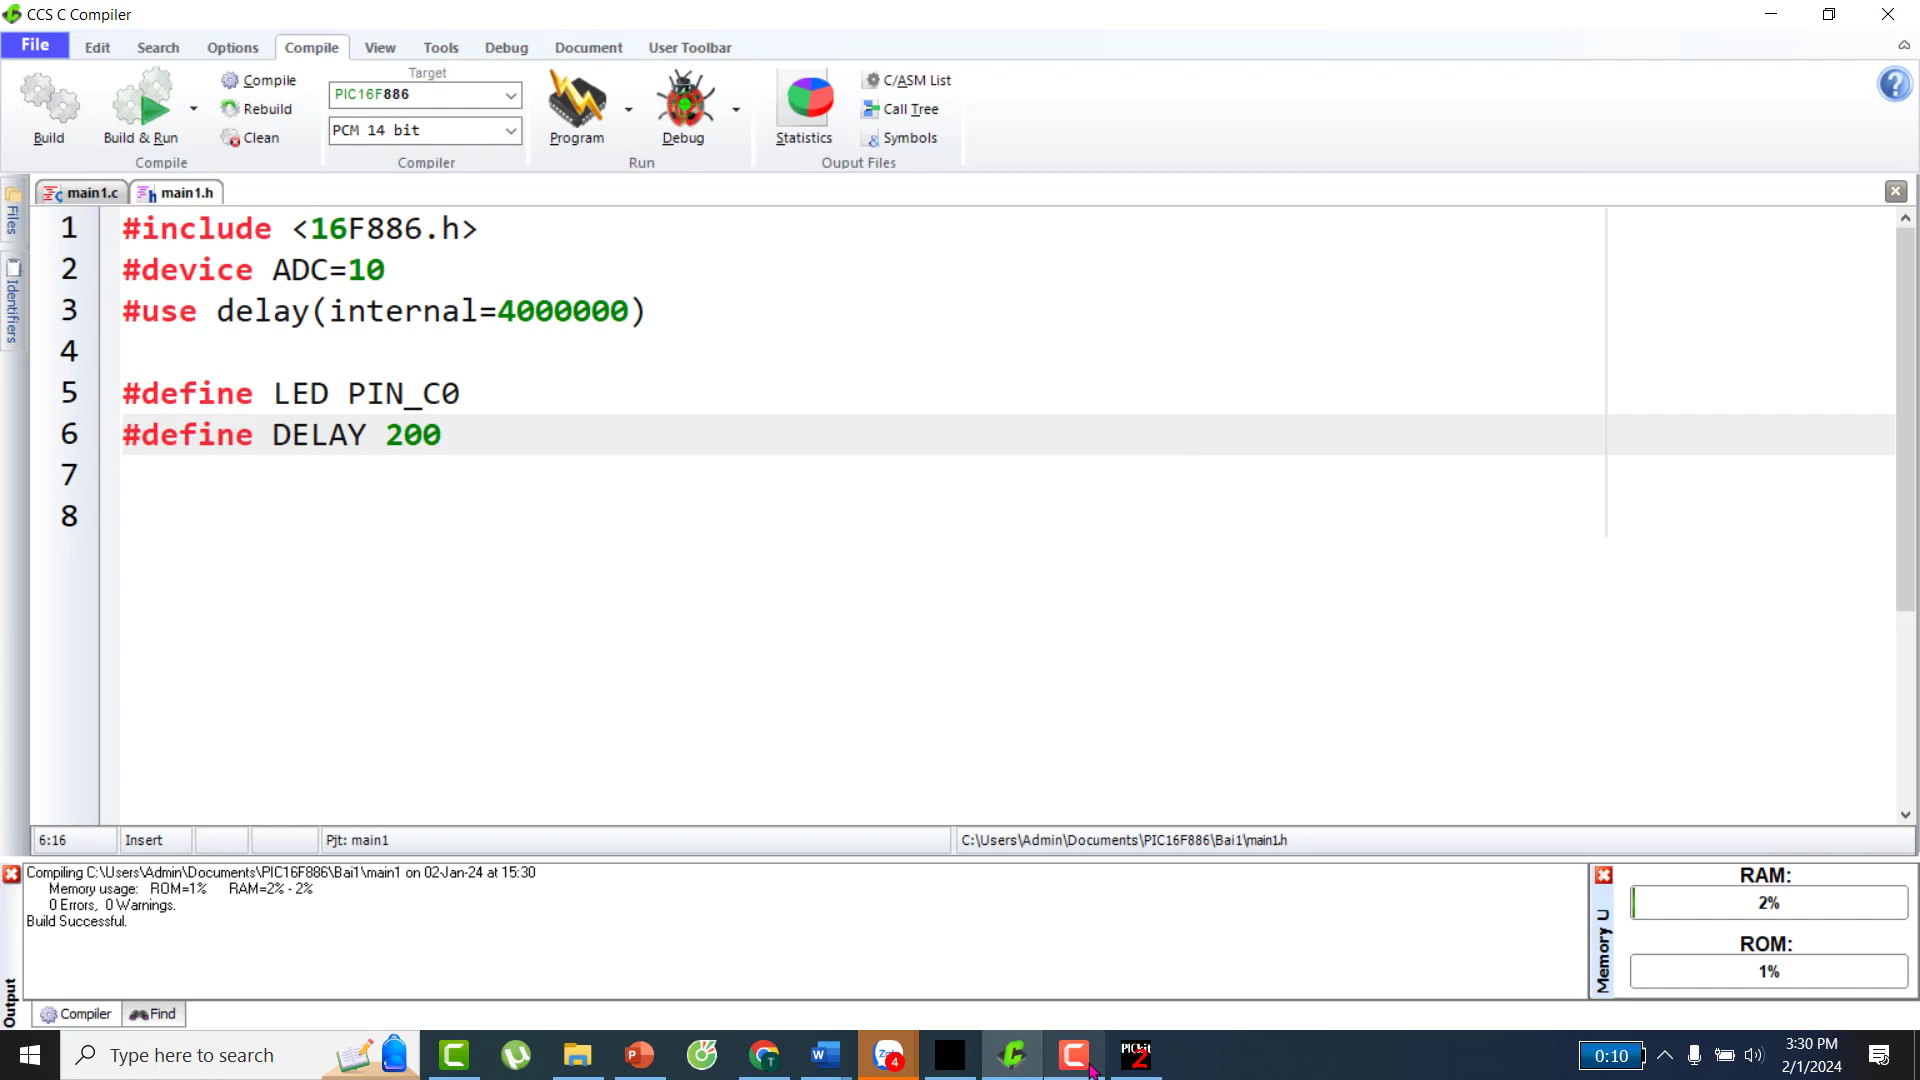 CCS C Compiler
File Edit Search Options Compile View Tools Debug Document User Toolbar
Build
Build & Run
Compile
Rebuild
Clean
Compile
Target
PIC16F886
PCM 14 bit
Compiler
Program
Debug
Run
Statistics
C/ASM List
Call Tree
Symbols
Ouput Files
Files
Identifiers
main1.c
main1.h
1 #include <16F886.h>
2 #device ADC=10
3 #use delay(internal=4000000)
4
5 #define LED PIN_C0
6 #define DELAY 200
7
8
6:16 Insert Pjt: main1 C:\Users\Admin\Documents\PIC16F886\Bai1\main1.h
Output
Compiling C:\Users\Admin\Documents\PIC16F886\Bai1\main1 on 02-Jan-24 at 15:30
Memory usage: ROM=1% RAM=2% - 2%
0 Errors, 0 Warnings.
Build Successful.
Compiler Find
Memory U
RAM:
2%
ROM:
1%
Type here to search
4
PICkit
2
0:10
3:30 PM
2/1/2024